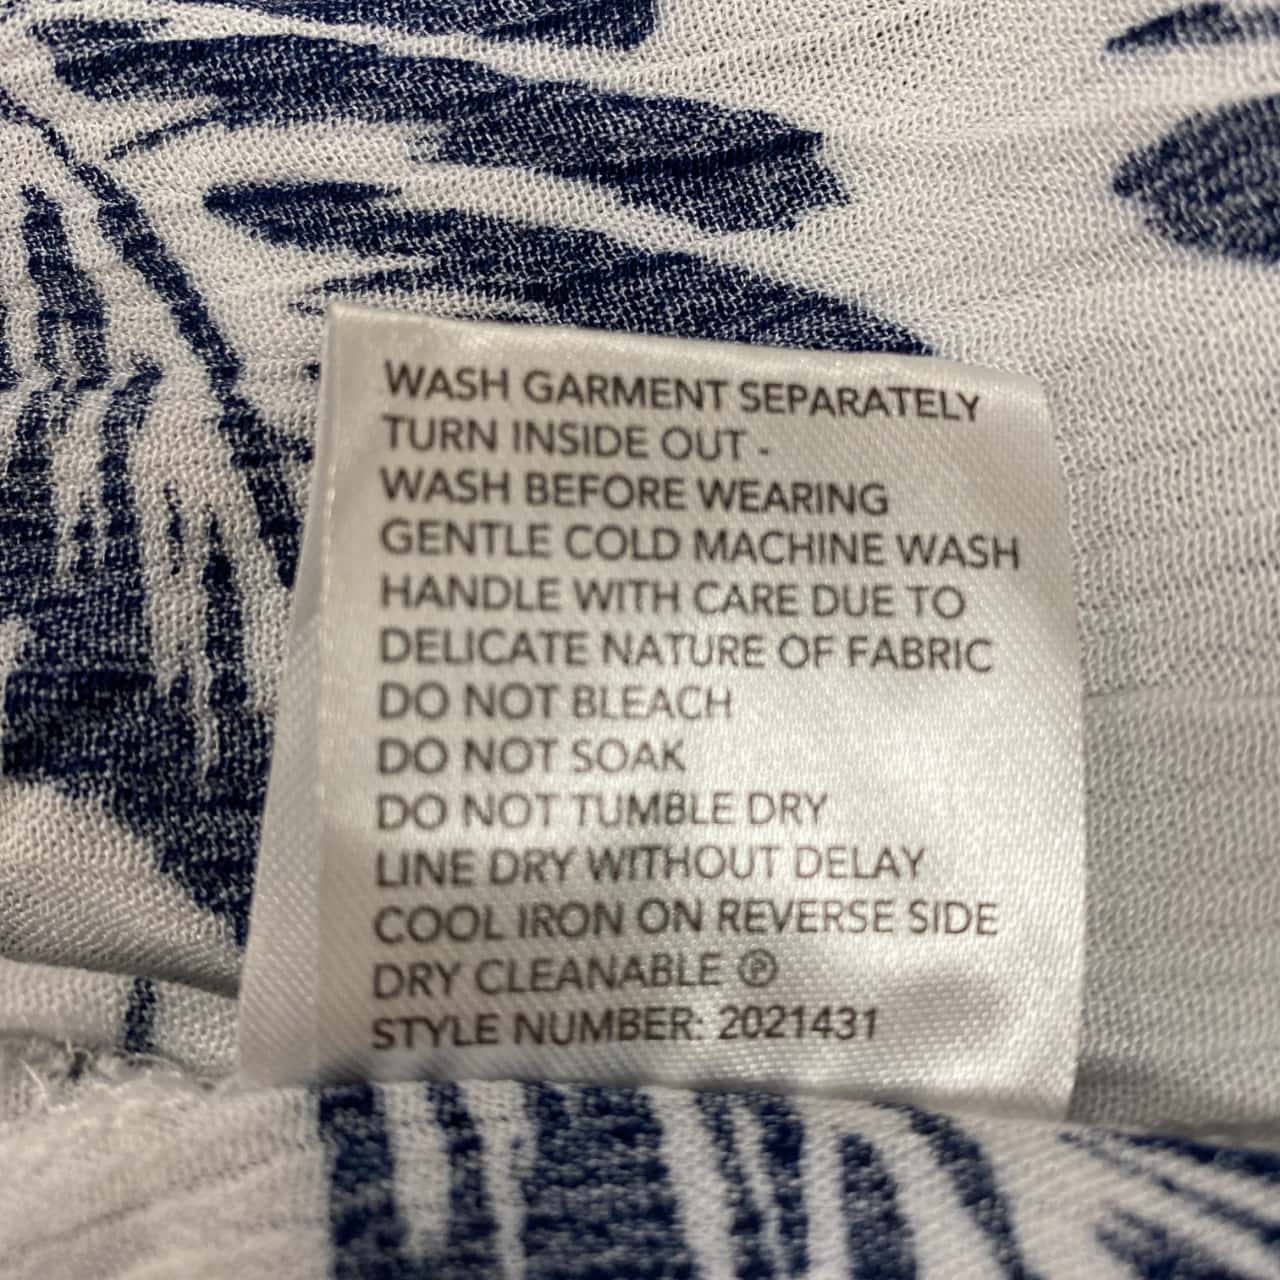 WASH GARMENT SEPARATELY
TURN INSIDE OUT -
WASH BEFORE WEARING
GENTLE COLD MACHINE WASH
HANDLE WITH CARE DUE TO
DELICATE NATURE OF FABRIC
DO NOT BLEACH
DO NOT SOAK
DO NOT TUMBLE DRY
LINE DRY WITHOUT DELAY
COOL IRON ON REVERSE SIDE
DRY CLEANABLE Ⓟ
STYLE NUMBER: 2021431